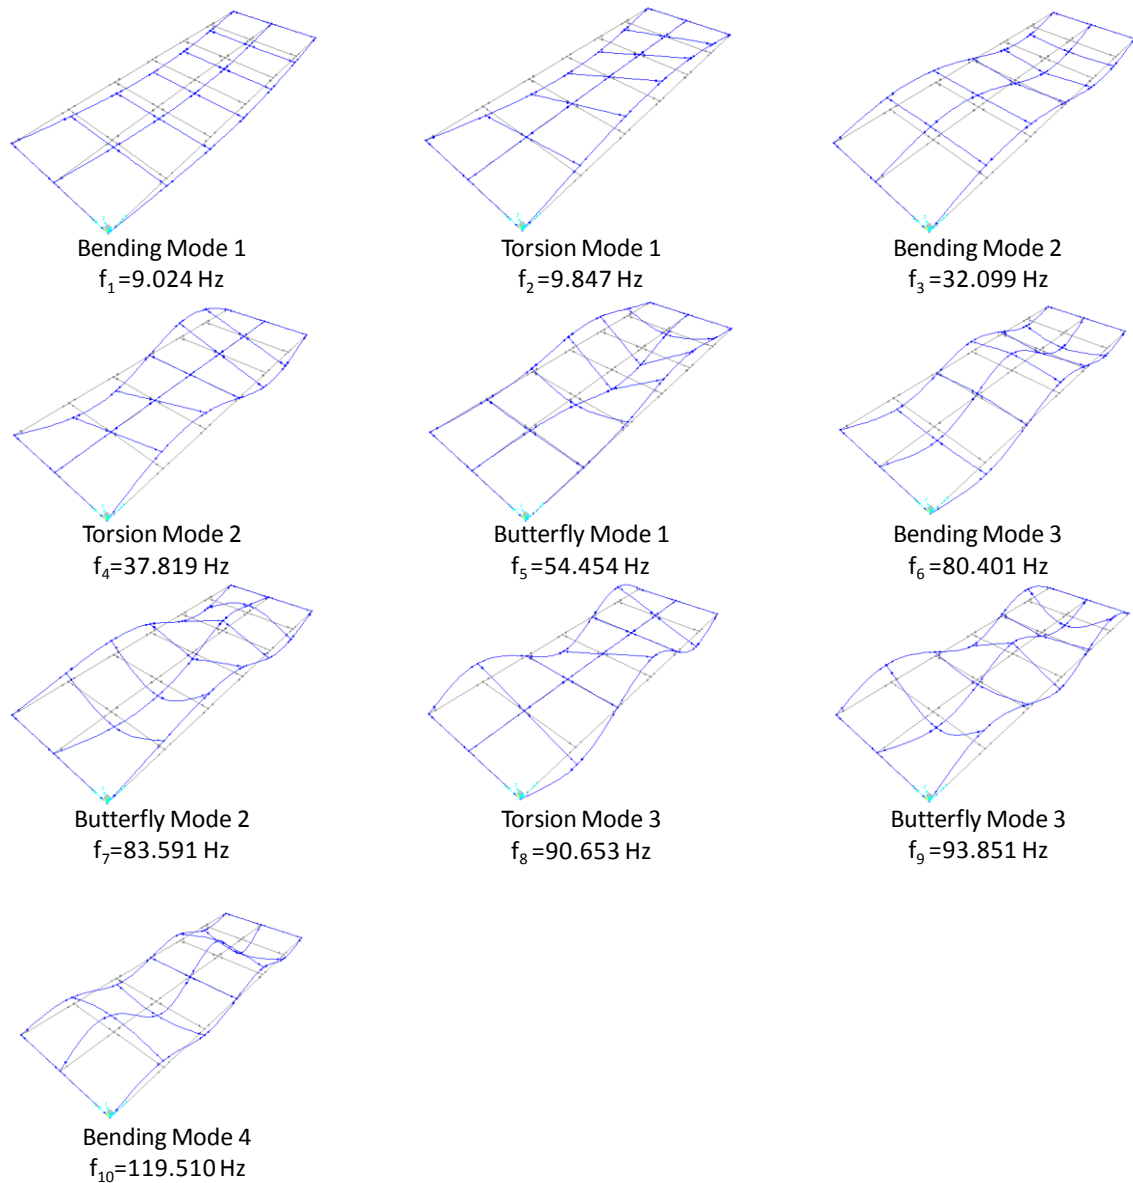 Bending Mode 1
f₁=9.024 Hz
Torsion Mode 1
f₂=9.847 Hz
Bending Mode 2
f₃=32.099 Hz
Torsion Mode 2
f₄=37.819 Hz
Butterfly Mode 1
f₅=54.454 Hz
Bending Mode 3
f₆=80.401 Hz
Butterfly Mode 2
f₇=83.591 Hz
Torsion Mode 3
f₈=90.653 Hz
Butterfly Mode 3
f₉=93.851 Hz
Bending Mode 4
f₁₀=119.510 Hz